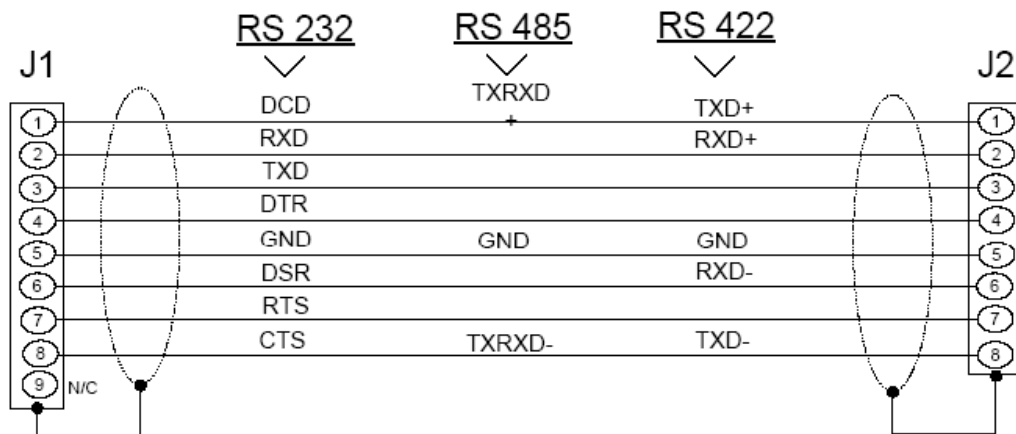 RS 232 RS 485 RS 422
J1 J2
DCD TXRXD TXD+
1 + 1
RXD RXD+
2 2
TXD
3 3
DTR
4 4
GND GND GND
5 5
DSR RXD-
6 6
RTS
7 7
CTS TXRXD- TXD-
8 8
9 N/C